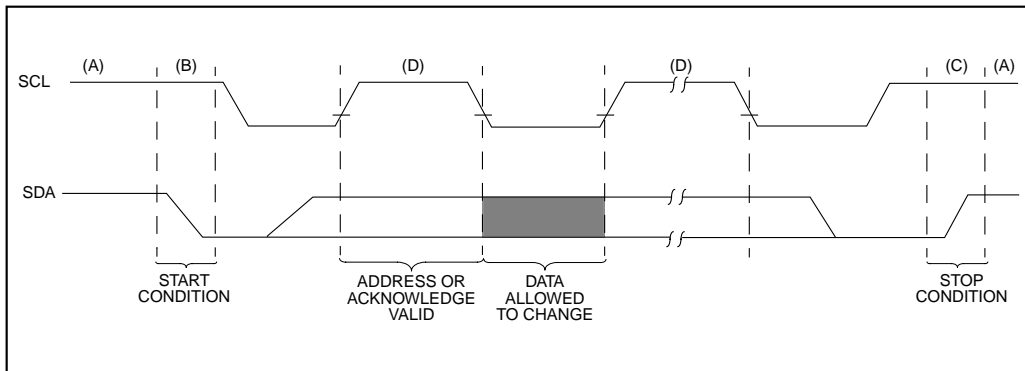 (A) (B) (D) (D) (C) (A)
SCL
SDA
START
CONDITION
ADDRESS OR
ACKNOWLEDGE
VALID
DATA
ALLOWED
TO CHANGE
STOP
CONDITION